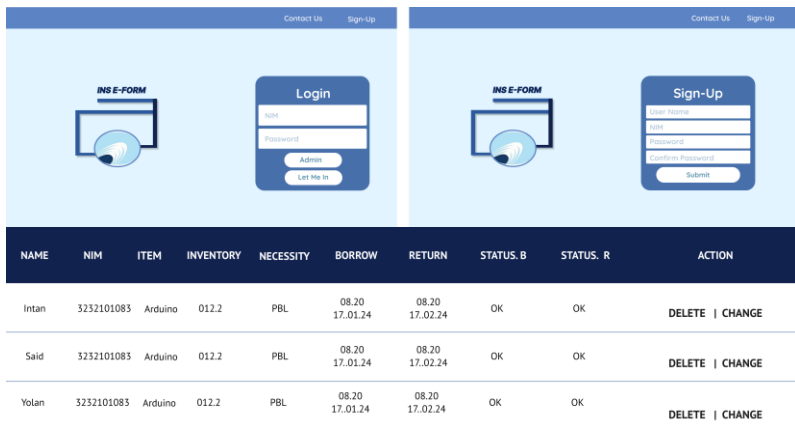 Contact Us Sign-Up
INS E-FORM
Login
NIM
Password
Admin
Let Me In
Contact Us Sign-Up
INS E-FORM
Sign-Up
User Name
NIM
Password
Confirm Password
Submit
NAME NIM ITEM INVENTORY NECESSITY BORROW RETURN STATUS. B STATUS. R ACTION
Intan 3232101083 Arduino 012.2 PBL 08.20 17..01.24 08.20 17..02.24 OK OK DELETE | CHANGE
Said 3232101083 Arduino 012.2 PBL 08.20 17..01.24 08.20 17..02.24 OK OK DELETE | CHANGE
Yolan 3232101083 Arduino 012.2 PBL 08.20 17..01.24 08.20 17..02.24 OK OK DELETE | CHANGE